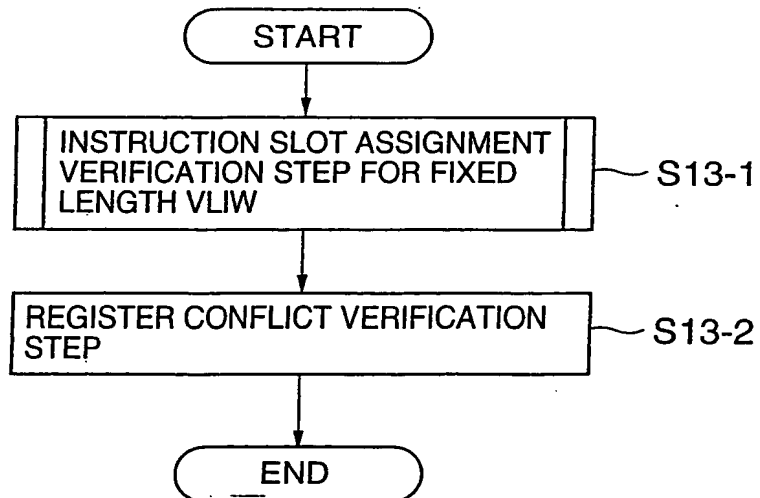 START
INSTRUCTION SLOT ASSIGNMENT
VERIFICATION STEP FOR FIXED
LENGTH VLIW
S13-1
REGISTER CONFLICT VERIFICATION
STEP
S13-2
END